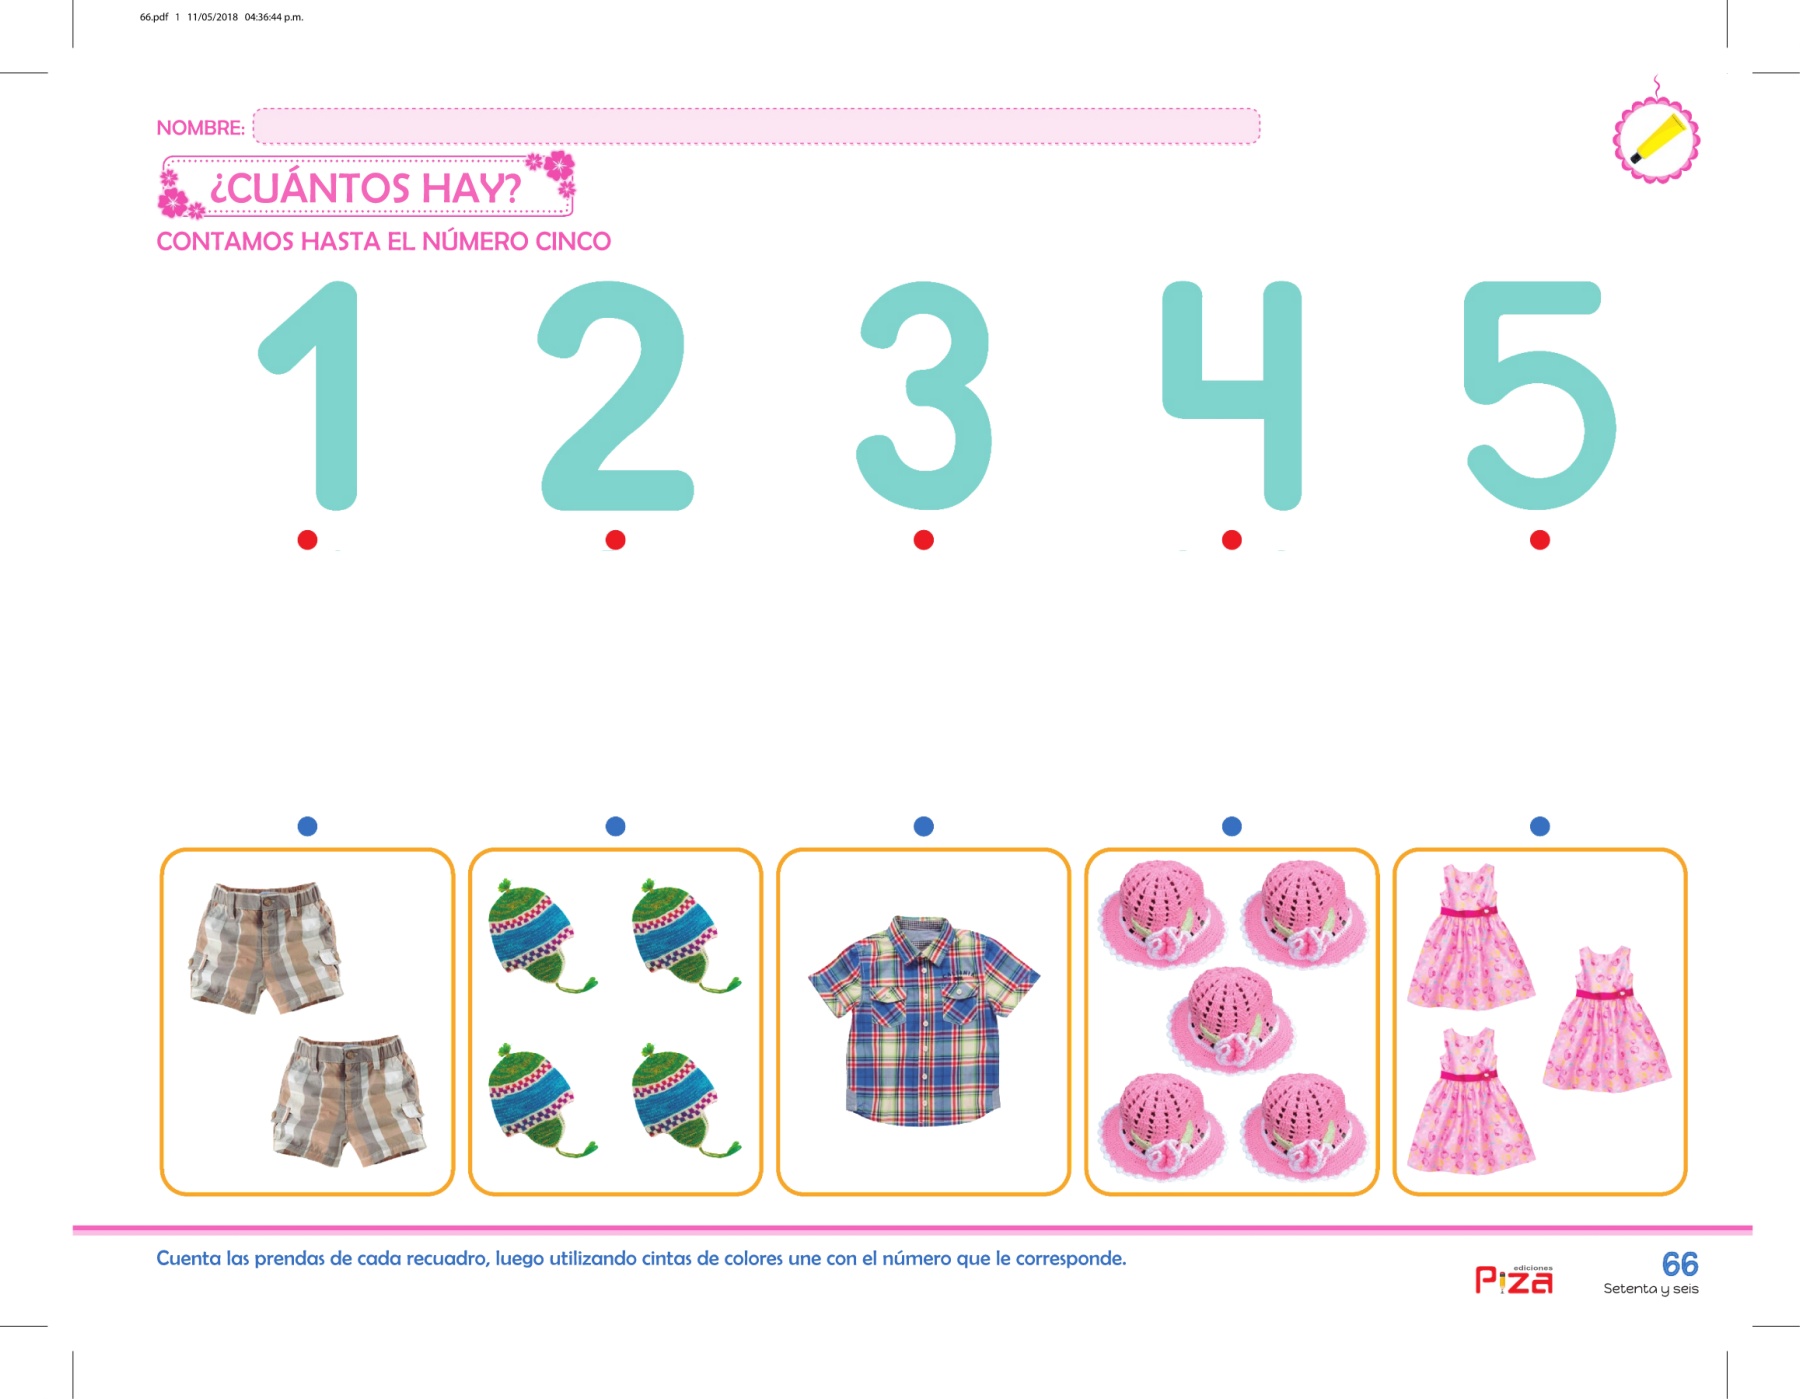 66.pdf 1 11/05/2018 04:36:44 p.m.
NOMBRE:
¿CUÁNTOS HAY?
CONTAMOS HASTA EL NÚMERO CINCO
1 2 3 4 5
Cuenta las prendas de cada recuadro, luego utilizando cintas de colores une con el número que le corresponde.
ediciones
Piza
66
Setenta y seis